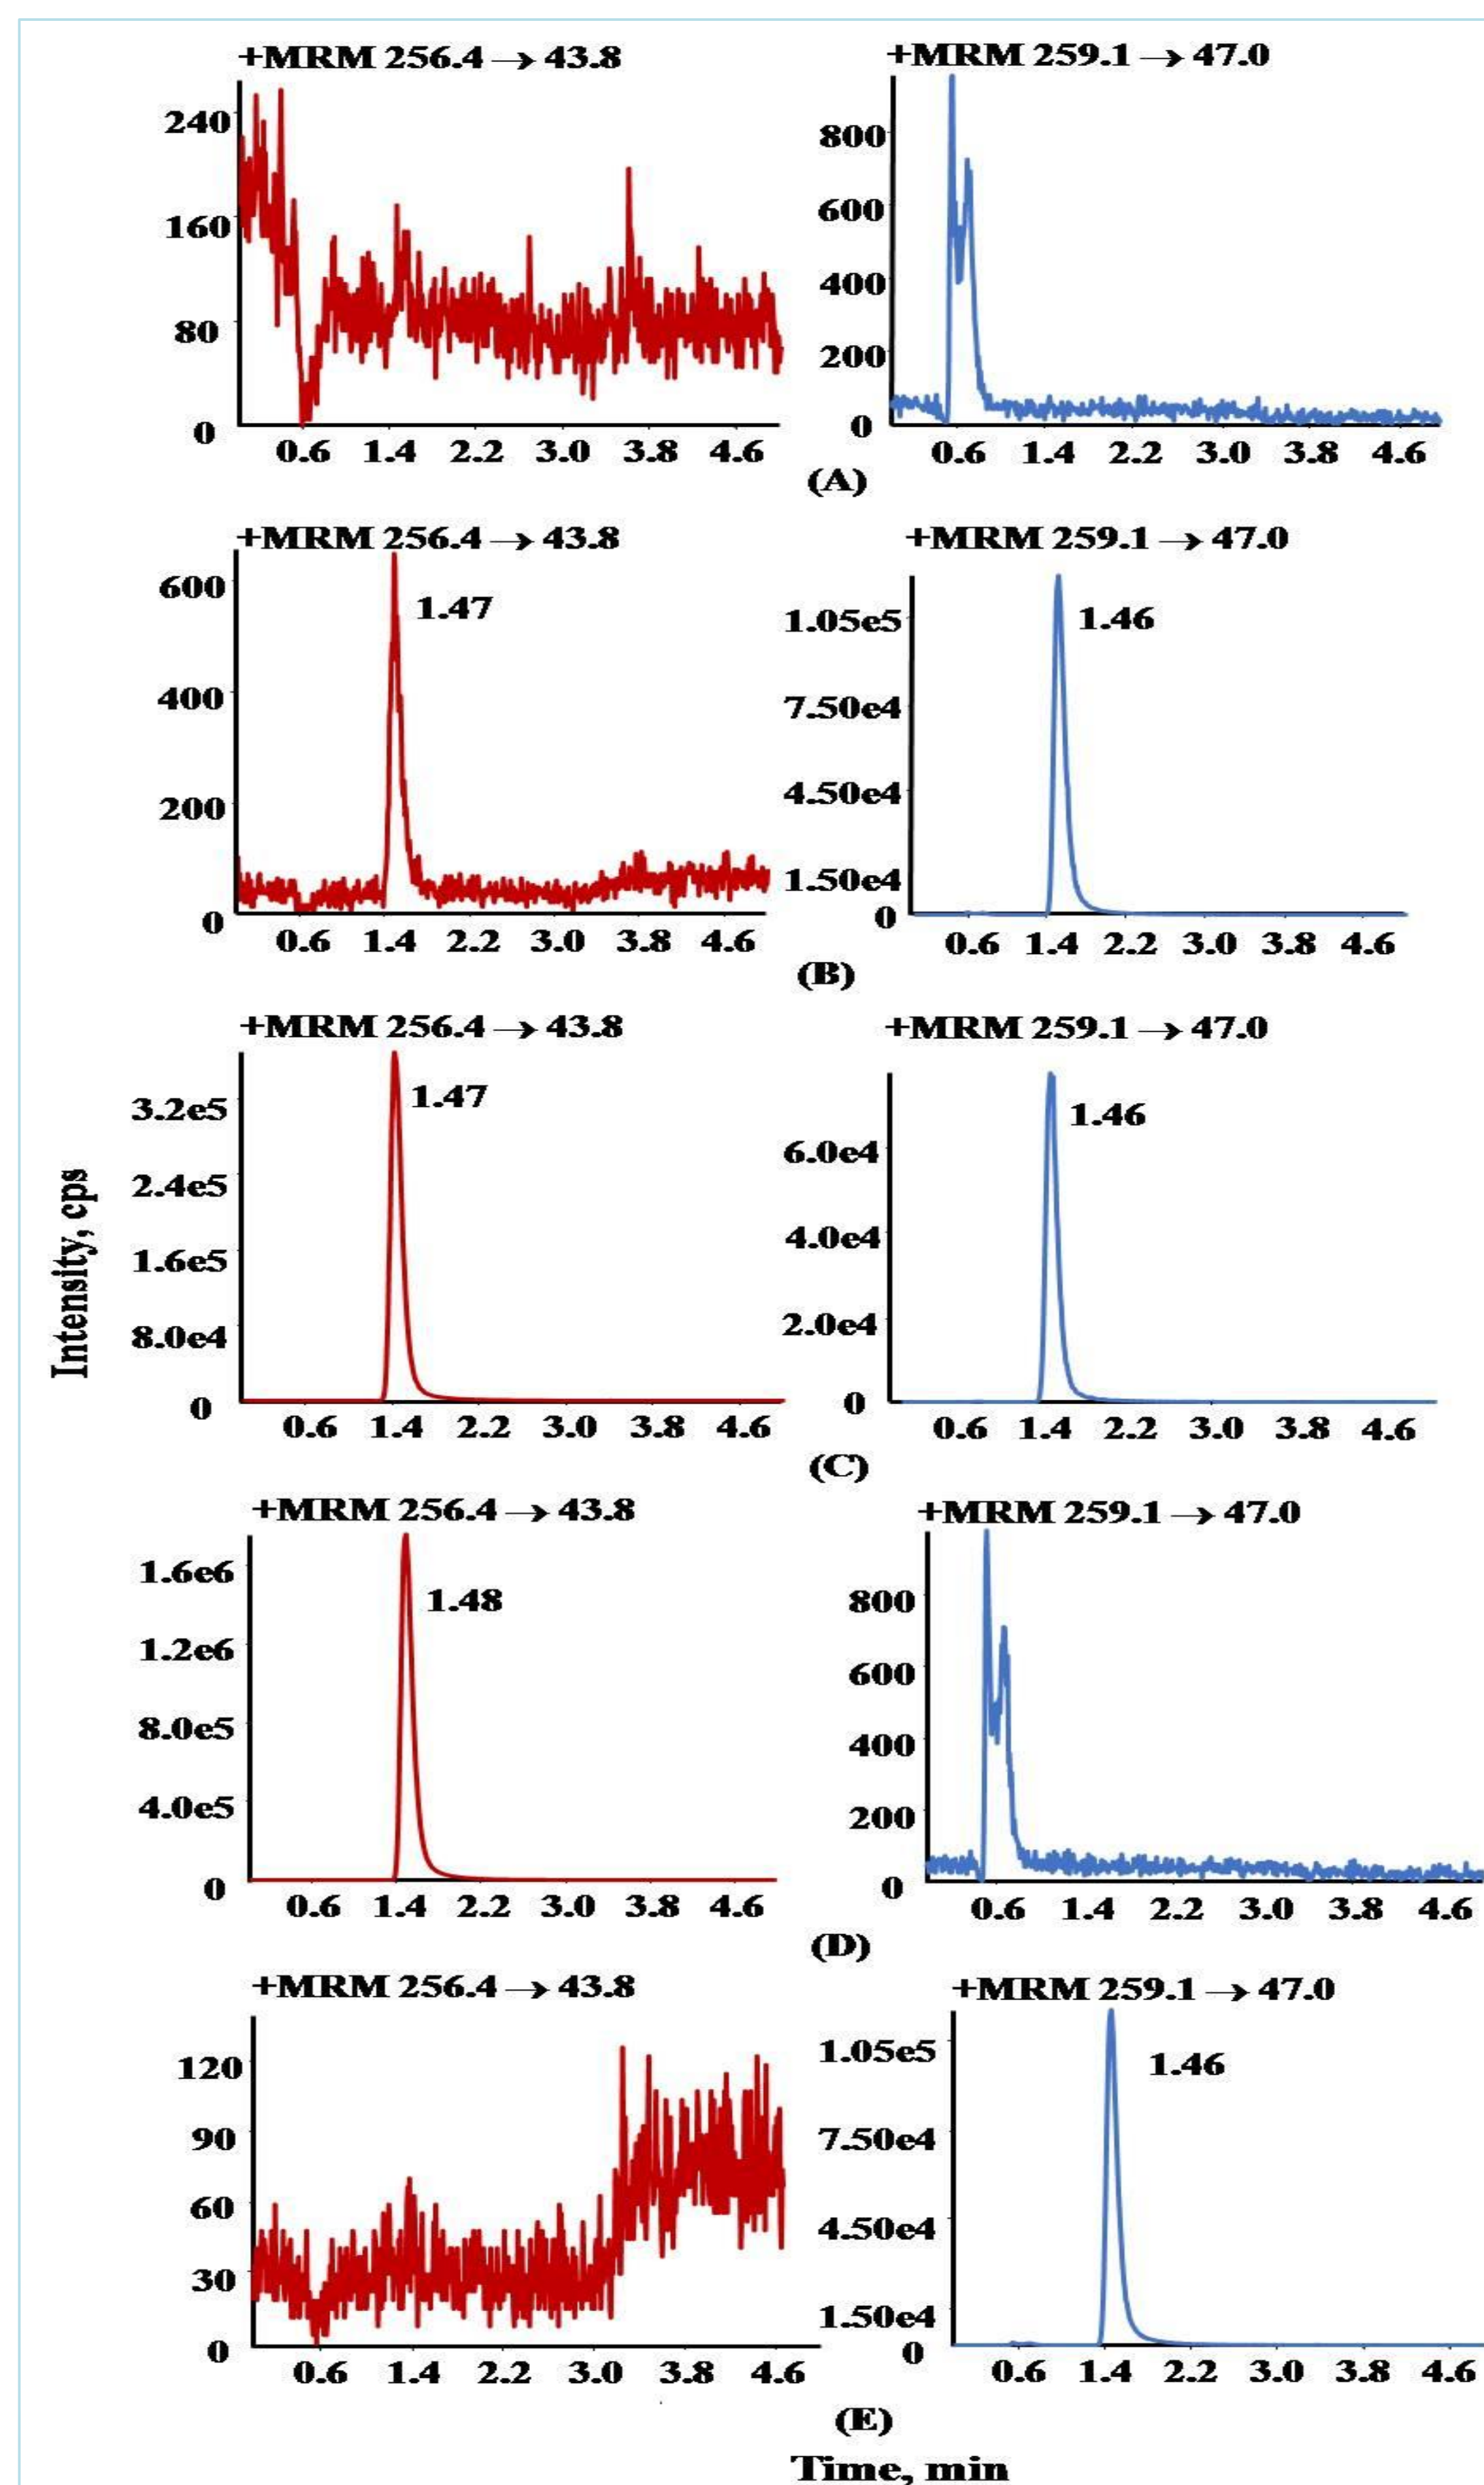 +MRM 256.4 → 43.8
240
160
80
0
0.6 1.4 2.2 3.0 3.8 4.6
+MRM 259.1 → 47.0
800
600
400
200
0
0.6 1.4 2.2 3.0 3.8 4.6
(A)
+MRM 256.4 → 43.8
600
400
200
0
1.47
0.6 1.4 2.2 3.0 3.8 4.6
+MRM 259.1 → 47.0
1.05e5
7.50e4
4.50e4
1.50e4
0
1.46
0.6 1.4 2.2 3.0 3.8 4.6
(B)
+MRM 256.4 → 43.8
3.2e5
2.4e5
1.6e5
8.0e4
0
1.47
0.6 1.4 2.2 3.0 3.8 4.6
+MRM 259.1 → 47.0
6.0e4
4.0e4
2.0e4
0
1.46
0.6 1.4 2.2 3.0 3.8 4.6
(C)
Intensity, cps
+MRM 256.4 → 43.8
1.6e6
1.2e6
8.0e5
4.0e5
0
1.48
0.6 1.4 2.2 3.0 3.8 4.6
+MRM 259.1 → 47.0
800
600
400
200
0
0.6 1.4 2.2 3.0 3.8 4.6
(D)
+MRM 256.4 → 43.8
120
90
60
30
0
0.6 1.4 2.2 3.0 3.8 4.6
+MRM 259.1 → 47.0
1.05e5
7.50e4
4.50e4
1.50e4
0
1.46
0.6 1.4 2.2 3.0 3.8 4.6
(E)
Time, min